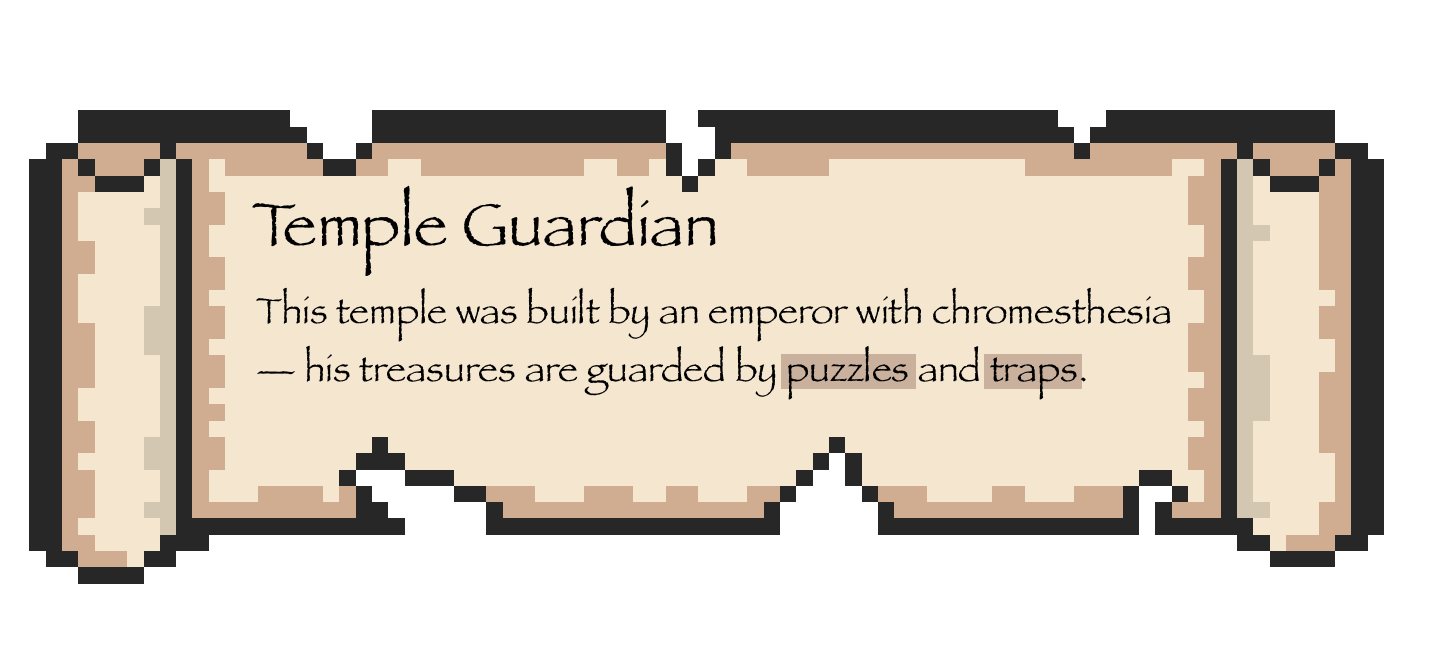 Temple Guardian
This temple was built by an emperor with chromesthesia
— his treasures are guarded by puzzles and traps.